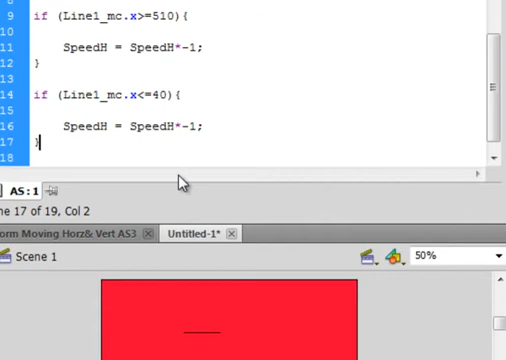 9 if (Line1_mc.x>=510){
10
11 SpeedH = SpeedH*-1;
12 }
13
14 if (Line1_mc.x<=40){
15
16 SpeedH = SpeedH*-1;
17 }
18
AS:1
ne 17 of 19, Col 2
orm Moving Horz& Vert AS3 Untitled-1*
Scene 1 50%